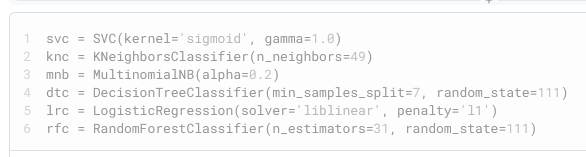 1 svc = SVC(kernel='sigmoid', gamma=1.0)
2 knc = KNeighborsClassifier(n_neighbors=49)
3 mnb = MultinomialNB(alpha=0.2)
4 dtc = DecisionTreeClassifier(min_samples_split=7, random_state=111)
5 lrc = LogisticRegression(solver='liblinear', penalty='l1')
6 rfc = RandomForestClassifier(n_estimators=31, random_state=111)